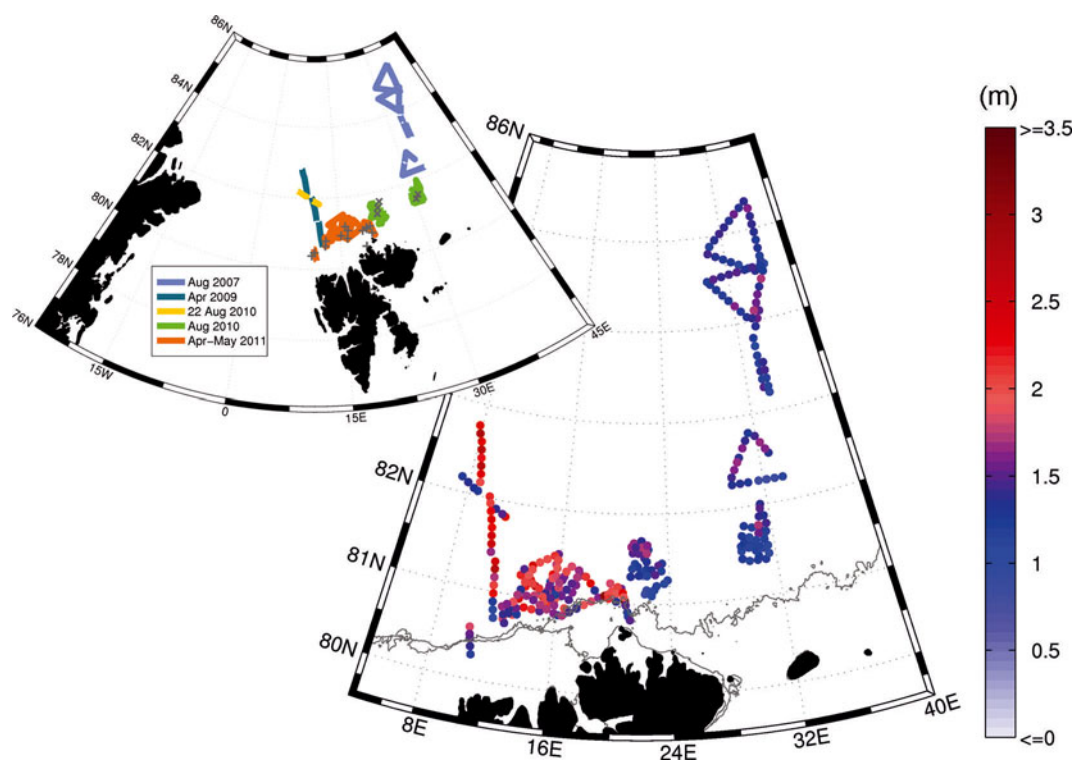 86N
84N
82N
80N
78N
76N
15W
0
15E
30E
45E
Aug 2007
Apr 2009
22 Aug 2010
Aug 2010
Apr-May 2011
86N
82N
81N
80N
8E
16E
24E
32E
40E
(m)
>=3.5
3
2.5
2
1.5
1
0.5
<=0